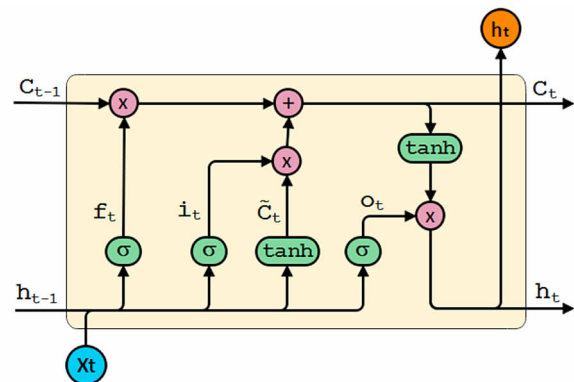 hₜ
Cₜ₋₁ x + Cₜ
tanh
x
fₜ iₜ C̃ₜ oₜ x
σ σ tanh σ
hₜ₋₁ hₜ
Xt